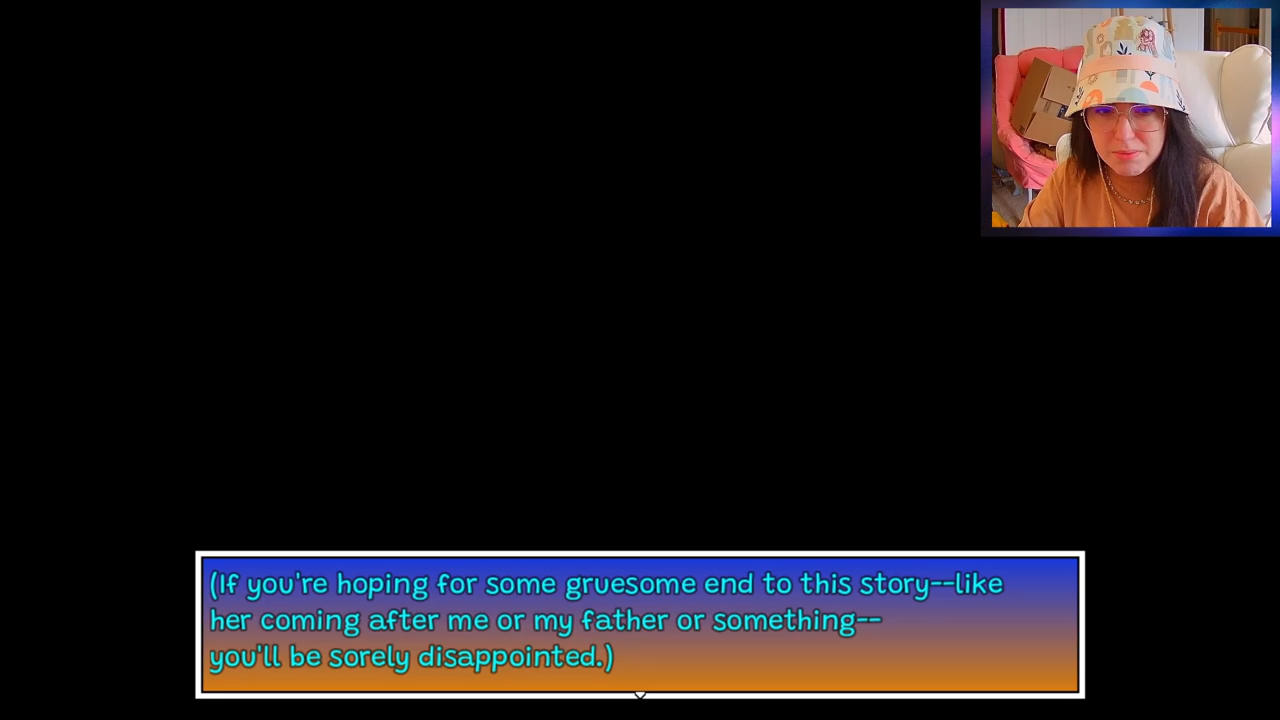 (If you're hoping for some gruesome end to this story--like
her coming after me or my father or something--
you'll be sorely disappointed.)